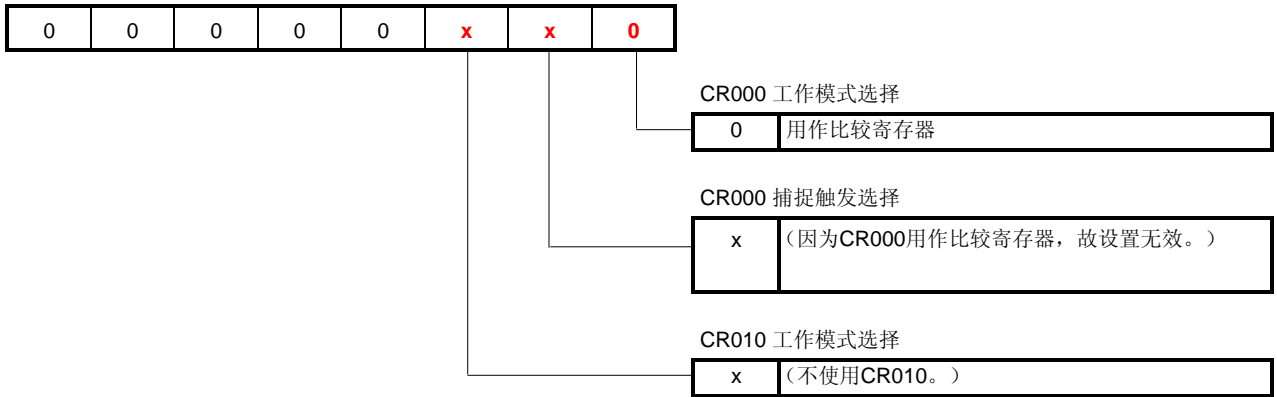 0 0 0 0 0 x x 0
CR000 工作模式选择
0 用作比较寄存器
CR000 捕捉触发选择
x （因为CR000用作比较寄存器，故设置无效。）
CR010 工作模式选择
x （不使用CR010。）